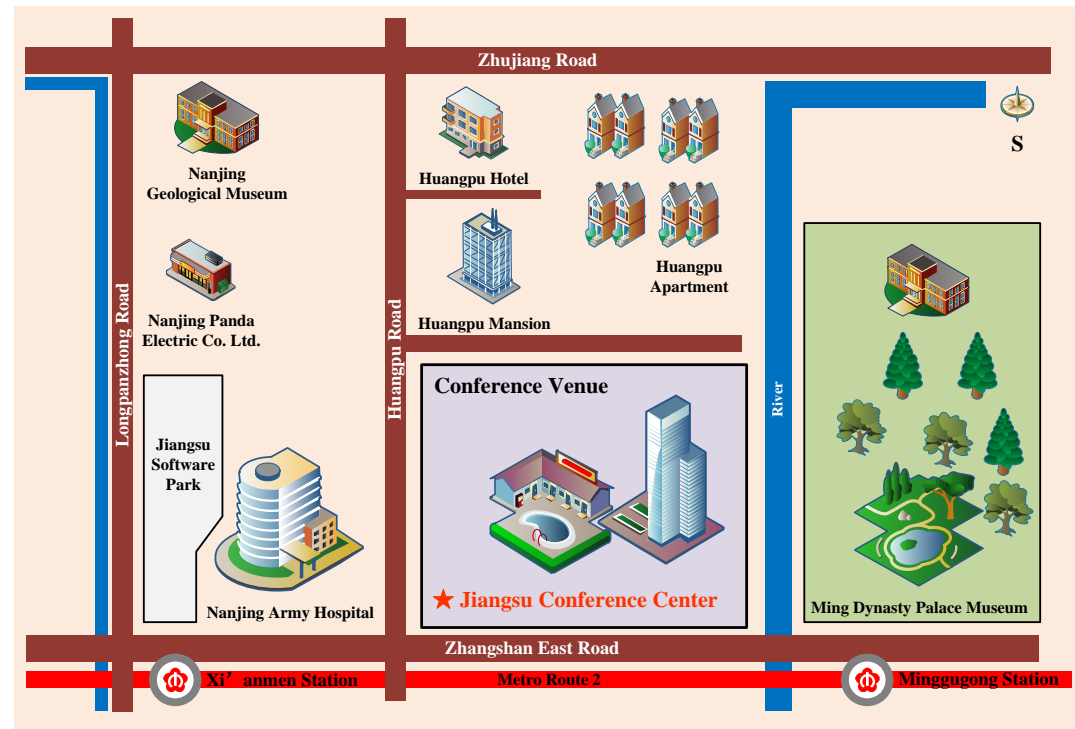 Zhujiang Road
S
Nanjing
Geological Museum
Huangpu Hotel
Huangpu
Apartment
Nanjing Panda
Electric Co. Ltd.
Huangpu Mansion
Longpanzhong Road
Huangpu Road
River
Conference Venue
Jiangsu
Software
Park
Nanjing Army Hospital
★ Jiangsu Conference Center
Ming Dynasty Palace Museum
Zhangshan East Road
Xi’anmen Station
Metro Route 2
Minggugong Station